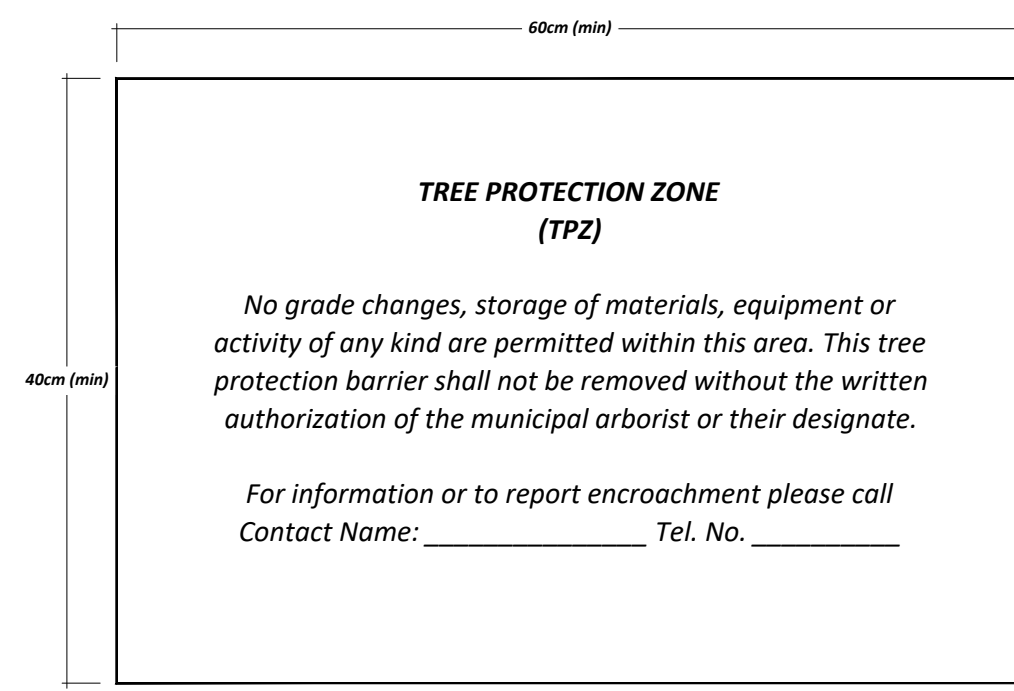 60cm (min)
TREE PROTECTION ZONE
(TPZ)
No grade changes, storage of materials, equipment or
activity of any kind are permitted within this area. This tree
40cm (min)
protection barrier shall not be removed without the written
authorization of the municipal arborist or their designate.
For information or to report encroachment please call
Contact Name: _______________ Tel. No. __________